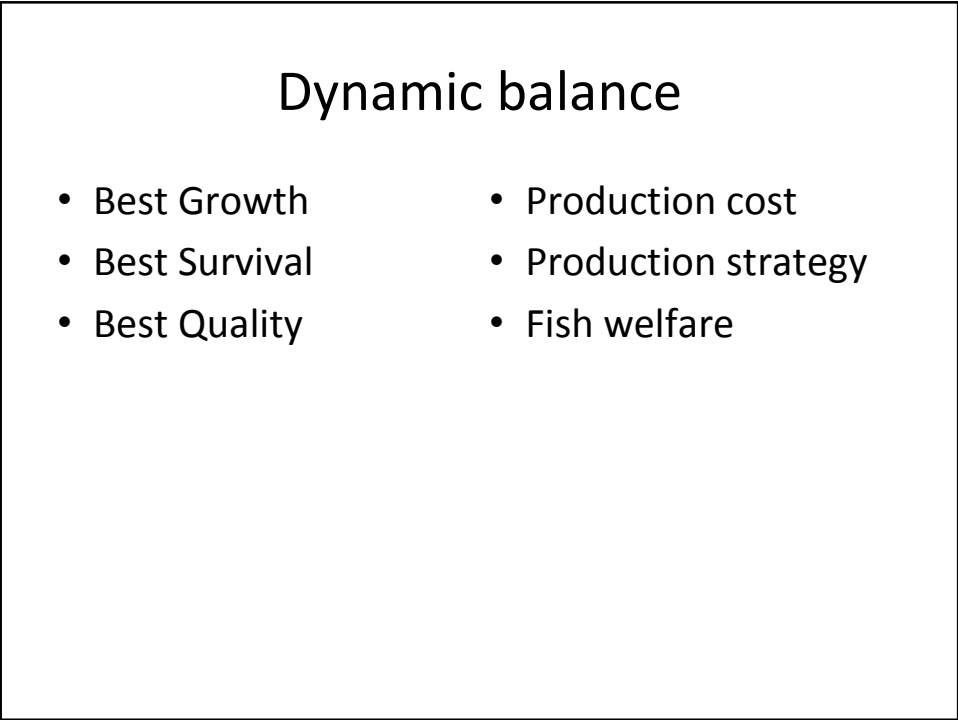 Dynamic balance
• Best Growth
• Best Survival
• Best Quality
• Production cost
• Production strategy
• Fish welfare